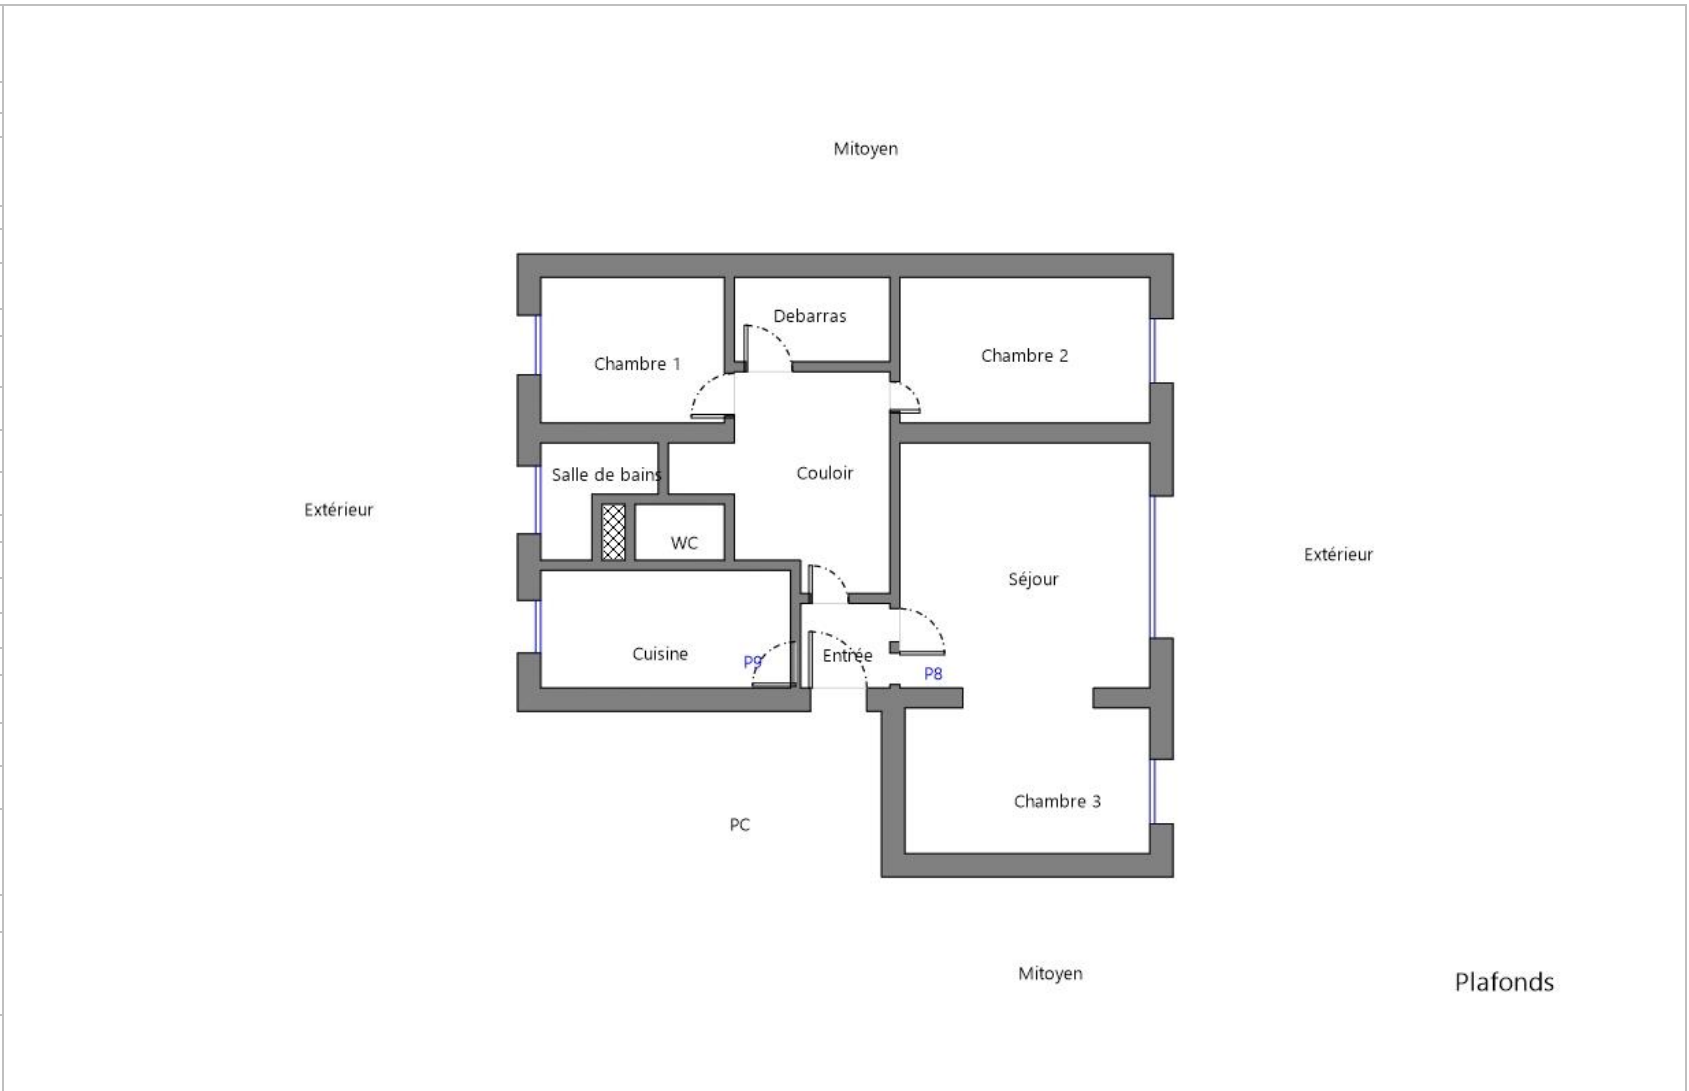 Mitoyen
Debarras
Chambre 2
Chambre 1
Couloir
Salle de bains
Extérieur
WC
Extérieur
Séjour
Cuisine
Entrée
P9
P8
Chambre 3
PC
Mitoyen
Plafonds